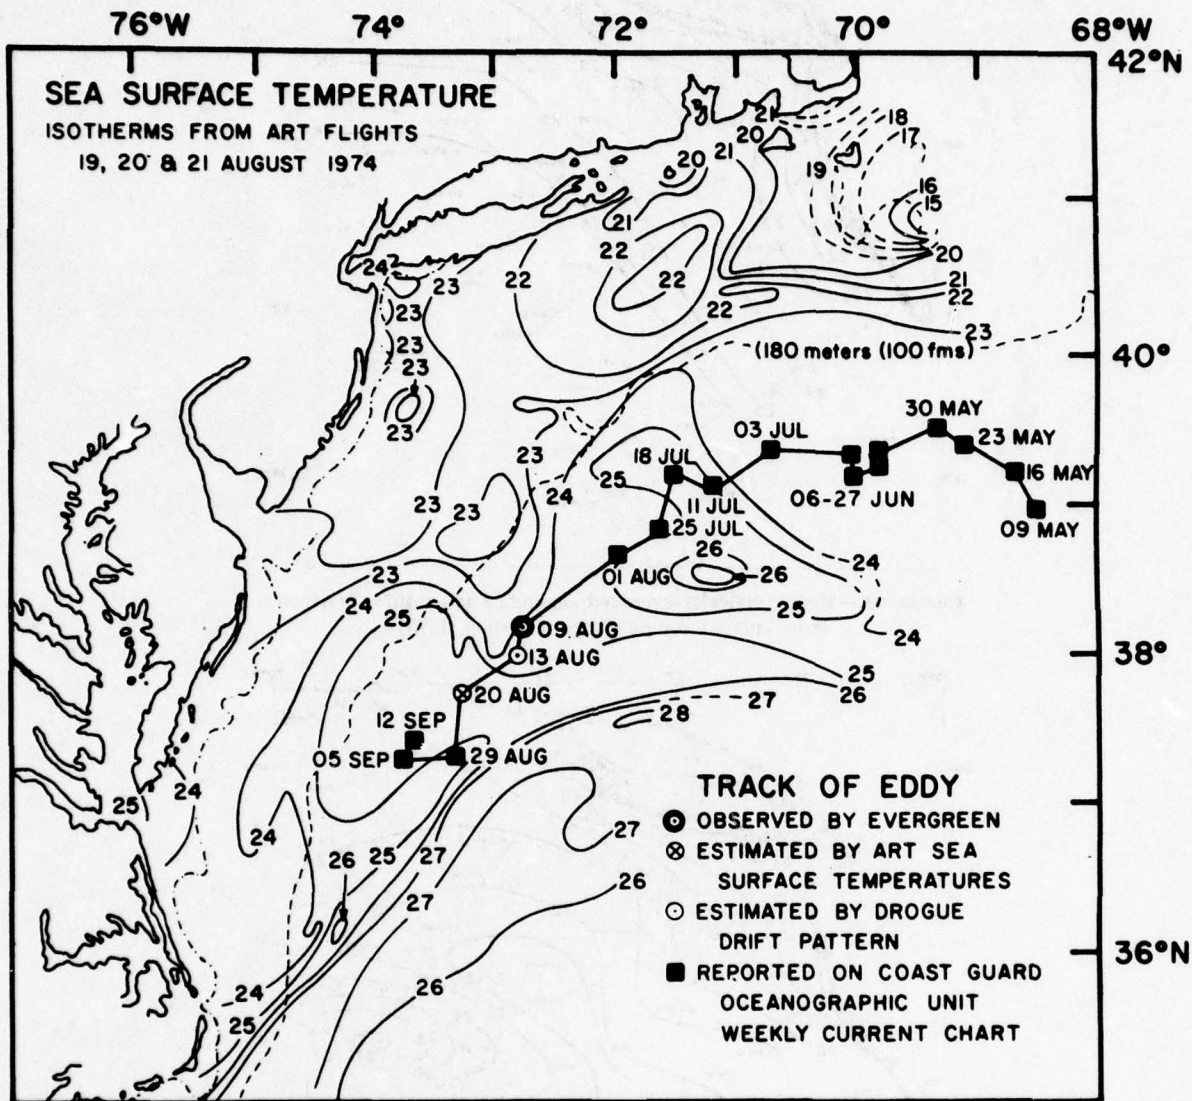 76°W 74° 72° 70° 68°W
42°N
SEA SURFACE TEMPERATURE
ISOTHERMS FROM ART FLIGHTS
19, 20 & 21 AUGUST 1974
21 18
20 17
21
20 19
16
15
21
22
20
24 23 22 22 21
22
23 22
23 23
(180 meters (100 fms)
40°
23
23
30 MAY
03 JUL 23 MAY
18 JUL
23 25 16 MAY
24 11 JUL 06-27 JUN
23 23 25 JUL 09 MAY
26 24
23 01 AUG 26
24 25
25 09 AUG 24
38°
13 AUG 25
20 AUG 27 26
28
12 SEP
05 SEP 29 AUG
24
25
TRACK OF EDDY
OBSERVED BY EVERGREEN
ESTIMATED BY ART SEA
SURFACE TEMPERATURES
ESTIMATED BY DROGUE
DRIFT PATTERN
REPORTED ON COAST GUARD
OCEANOGRAPHIC UNIT
WEEKLY CURRENT CHART
24 25 27 27
26
27 26
36°N
26
24
25